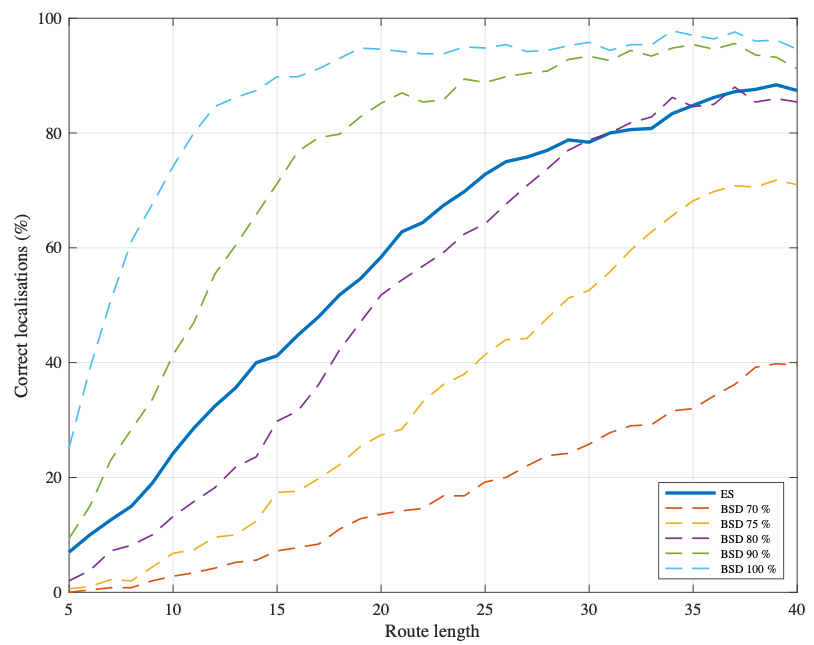 100
80
60
40
20
0
Correct localisations (%)
5 10 15 20 25 30 35 40
Route length
ES
BSD 70 %
BSD 75 %
BSD 80 %
BSD 90 %
BSD 100 %